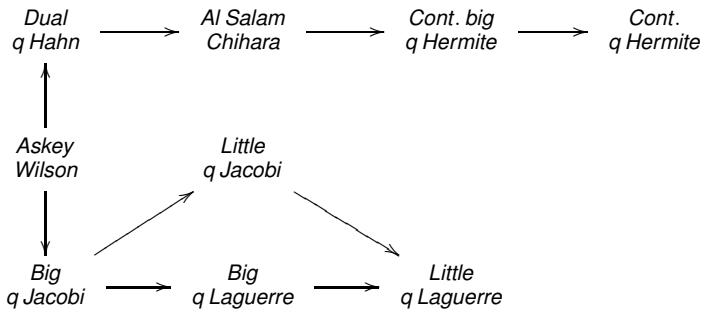 Dual
q Hahn
Al Salam
Chihara
Cont. big
q Hermite
Cont.
q Hermite
Askey
Wilson
Little
q Jacobi
Big
q Jacobi
Big
q Laguerre
Little
q Laguerre